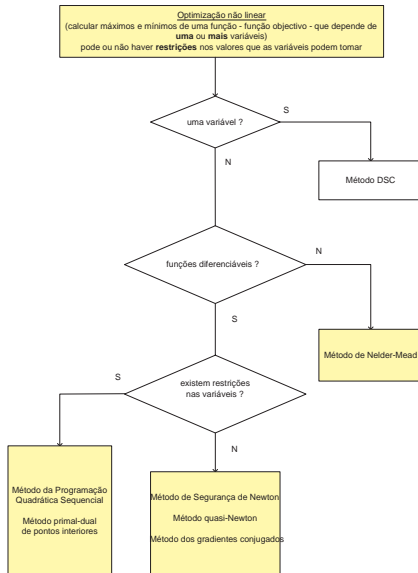 Optimização não linear
(calcular máximos e mínimos de uma função - função objectivo - que depende de
uma ou mais variáveis)
pode ou não haver restrições nos valores que as variáveis podem tomar
S
uma variável ?
N
Método DSC
N
funções diferenciáveis ?
S
Método de Nelder-Mead
S
existem restrições
nas variáveis ?
N
Método da Programação
Quadrática Sequencial
Método primal-dual
de pontos interiores
Método de Segurança de Newton
Método quasi-Newton
Método dos gradientes conjugados